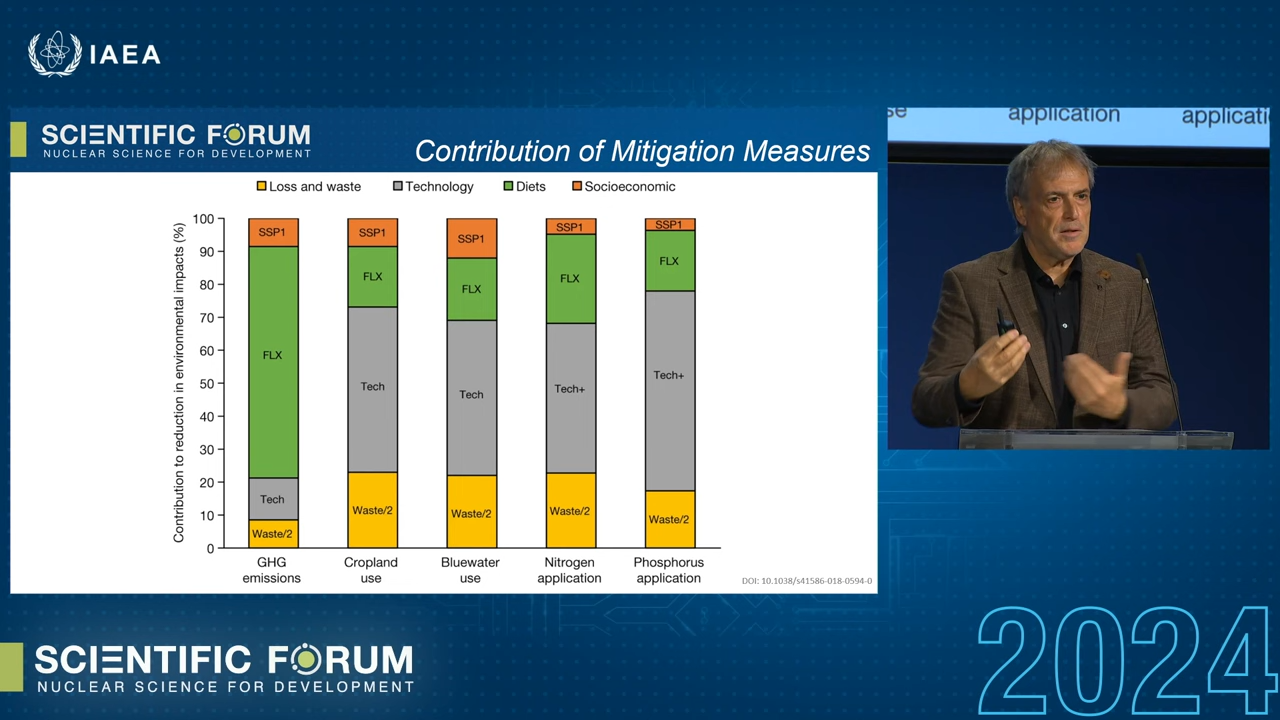 IAEA
SCIENTIFIC FORUM
NUCLEAR SCIENCE FOR DEVELOPMENT
Contribution of Mitigation Measures
Loss and waste Technology Diets Socioeconomic
Contribution to reduction in environmental impacts (%)
100
90
80
70
60
50
40
30
20
10
0
SSP1
FLX
Tech
Waste/2
SSP1
FLX
Tech
Waste/2
SSP1
FLX
Tech
Waste/2
SSP1
FLX
Tech+
Waste/2
SSP1
FLX
Tech+
Waste/2
GHG
emissions
Cropland
use
Bluewater
use
Nitrogen
application
Phosphorus
application
DOI: 10.1038/s41586-018-0594-0
se application applicati
SCIENTIFIC FORUM
NUCLEAR SCIENCE FOR DEVELOPMENT
2024